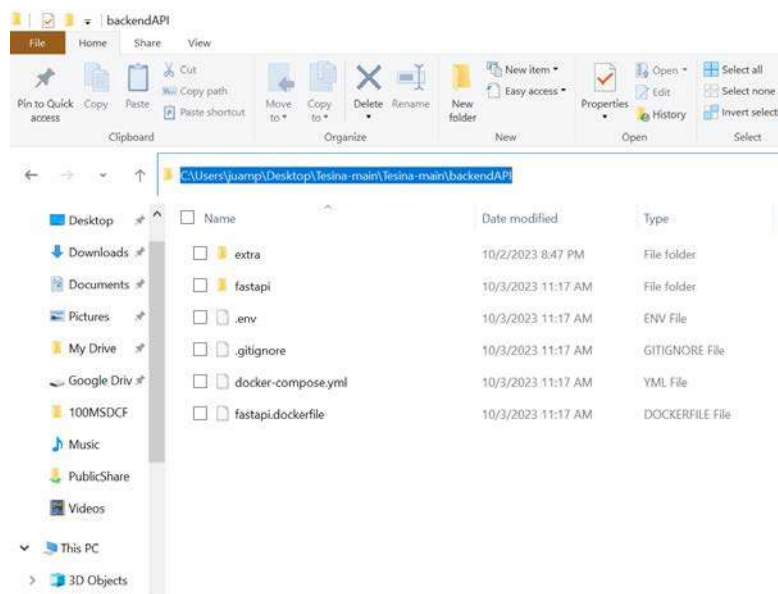 backendAPI
File Home Share View
Pin to Quick access
Copy
Paste
Cut
Copy path
Paste shortcut
Clipboard
Move to
Copy to
Delete
Rename
Organize
New folder
New item
Easy access
New
Properties
Open
Edit
History
Open
Select all
Select none
Invert select
Select
C:\Users\juamp\Desktop\Tesina-main\Tesina-main\backendAPI
Desktop
Downloads
Documents
Pictures
My Drive
Google Driv
100MSDCF
Music
PublicShare
Videos
This PC
3D Objects
Name Date modified Type
extra 10/2/2023 8:47 PM File folder
fastapi 10/3/2023 11:17 AM File folder
.env 10/3/2023 11:17 AM ENV File
.gitignore 10/3/2023 11:17 AM GITIGNORE File
docker-compose.yml 10/3/2023 11:17 AM YML File
fastapi.dockerfile 10/3/2023 11:17 AM DOCKERFILE File